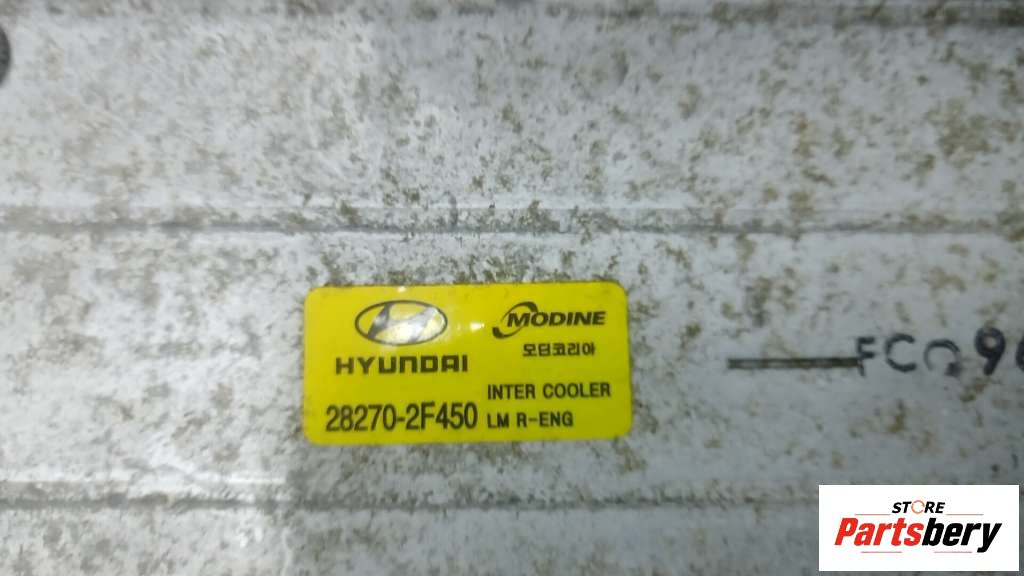 HYUNDAI
MODINE
모딘코리아
INTER COOLER
28270-2F450 LM R-ENG
STORE
Partsbery